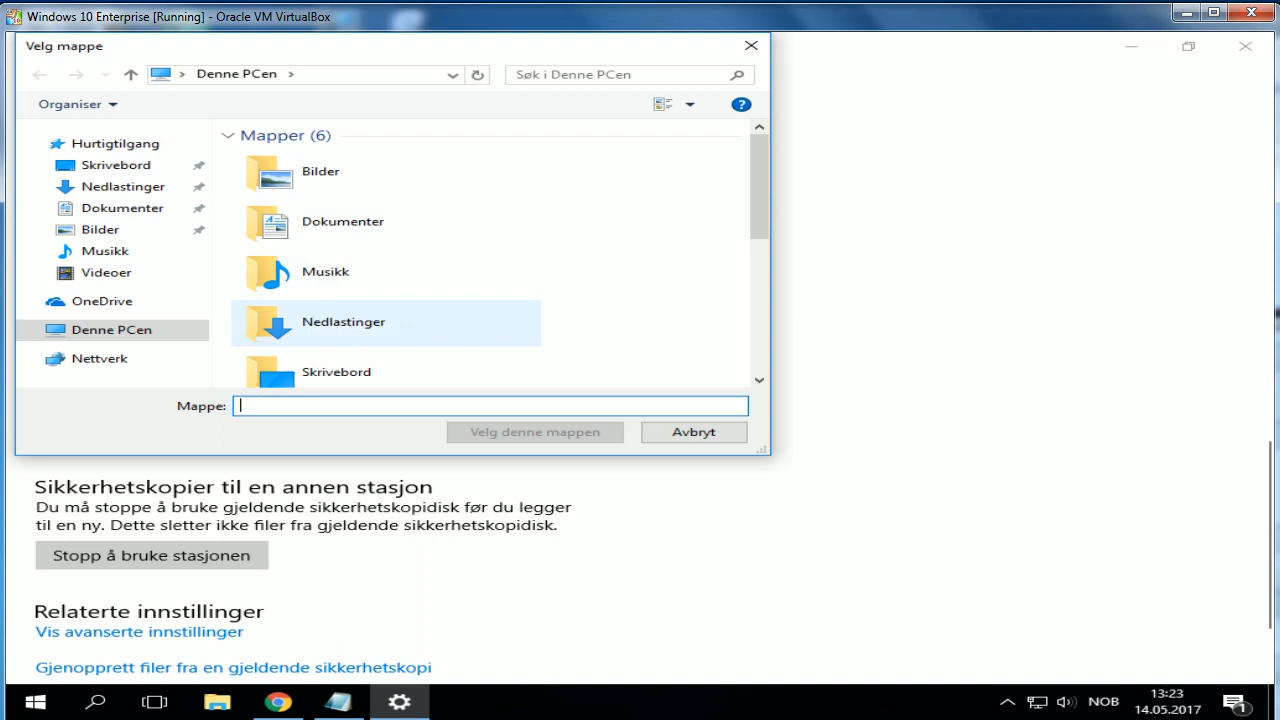 Windows 10 Enterprise [Running] - Oracle VM VirtualBox
Velg mappe
Denne PCen
Søk i Denne PCen
Organiser
?
Hurtigtilgang
Skrivebord
Nedlastinger
Dokumenter
Bilder
Musikk
Videoer
OneDrive
Denne PCen
Nettverk
Mapper (6)
Bilder
Dokumenter
Musikk
Nedlastinger
Skrivebord
Mappe:
Velg denne mappen
Avbryt
Sikkerhetskopier til en annen stasjon
Du må stoppe å bruke gjeldende sikkerhetskopidisk før du legger
til en ny. Dette sletter ikke filer fra gjeldende sikkerhetskopidisk.
Stopp å bruke stasjonen
Relaterte innstillinger
Vis avanserte innstillinger
Gjenopprett filer fra en gjeldende sikkerhetskopi
NOB
13:23
14.05.2017
1